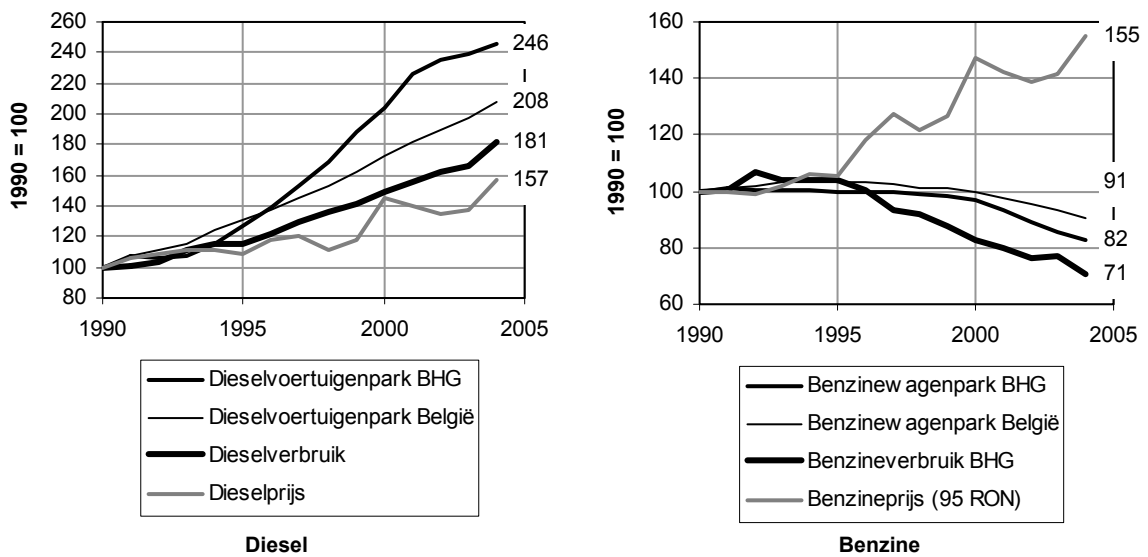 1990 = 100
260
240
220
200
180
160
140
120
100
80
1990
1995
2000
2005
246
208
181
157
Dieselvoertuigenpark BHG
Dieselvoertuigenpark België
Dieselverbruik
Dieselprijs
Diesel
1990 = 100
160
140
120
100
80
60
1990
1995
2000
2005
155
91
82
71
Benzinew agenpark BHG
Benzinew agenpark België
Benzineverbruik BHG
Benzineprijs (95 RON)
Benzine